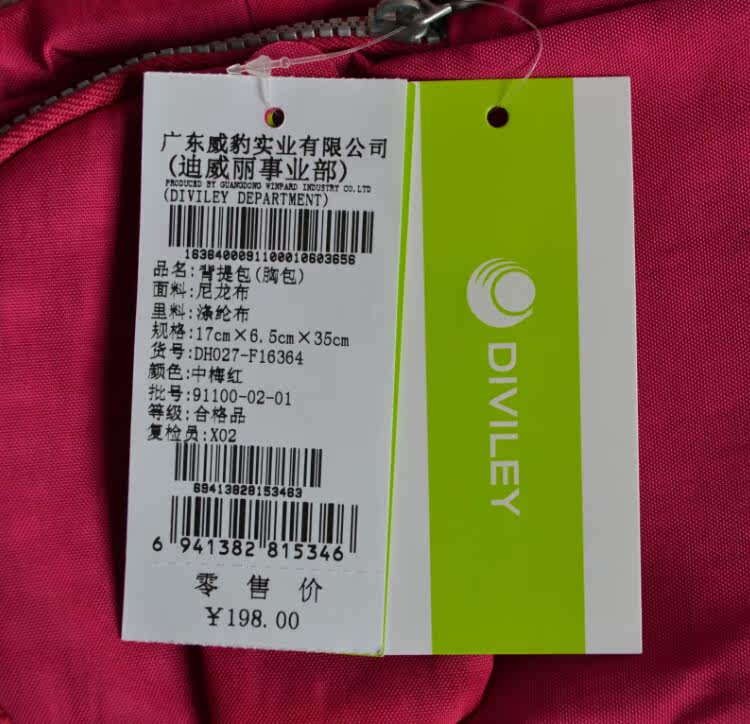 广东威豹实业有限公司
(迪威丽事业部)
PRODUCED BY GUANGDONG WINPARD INDUSTRY CO.LTD
(DIVILEY DEPARTMENT)
1636400091100010603656
品名:背提包(胸包)
面料:尼龙布
里料:涤纶布
规格:17cm×6.5cm×35cm
货号:DH027-F16364
颜色:中梅红
批号:91100-02-01
等级:合格品
复检员:X02
69413828153463
6 941382 815346
零售价
¥198.00
DIVILEY